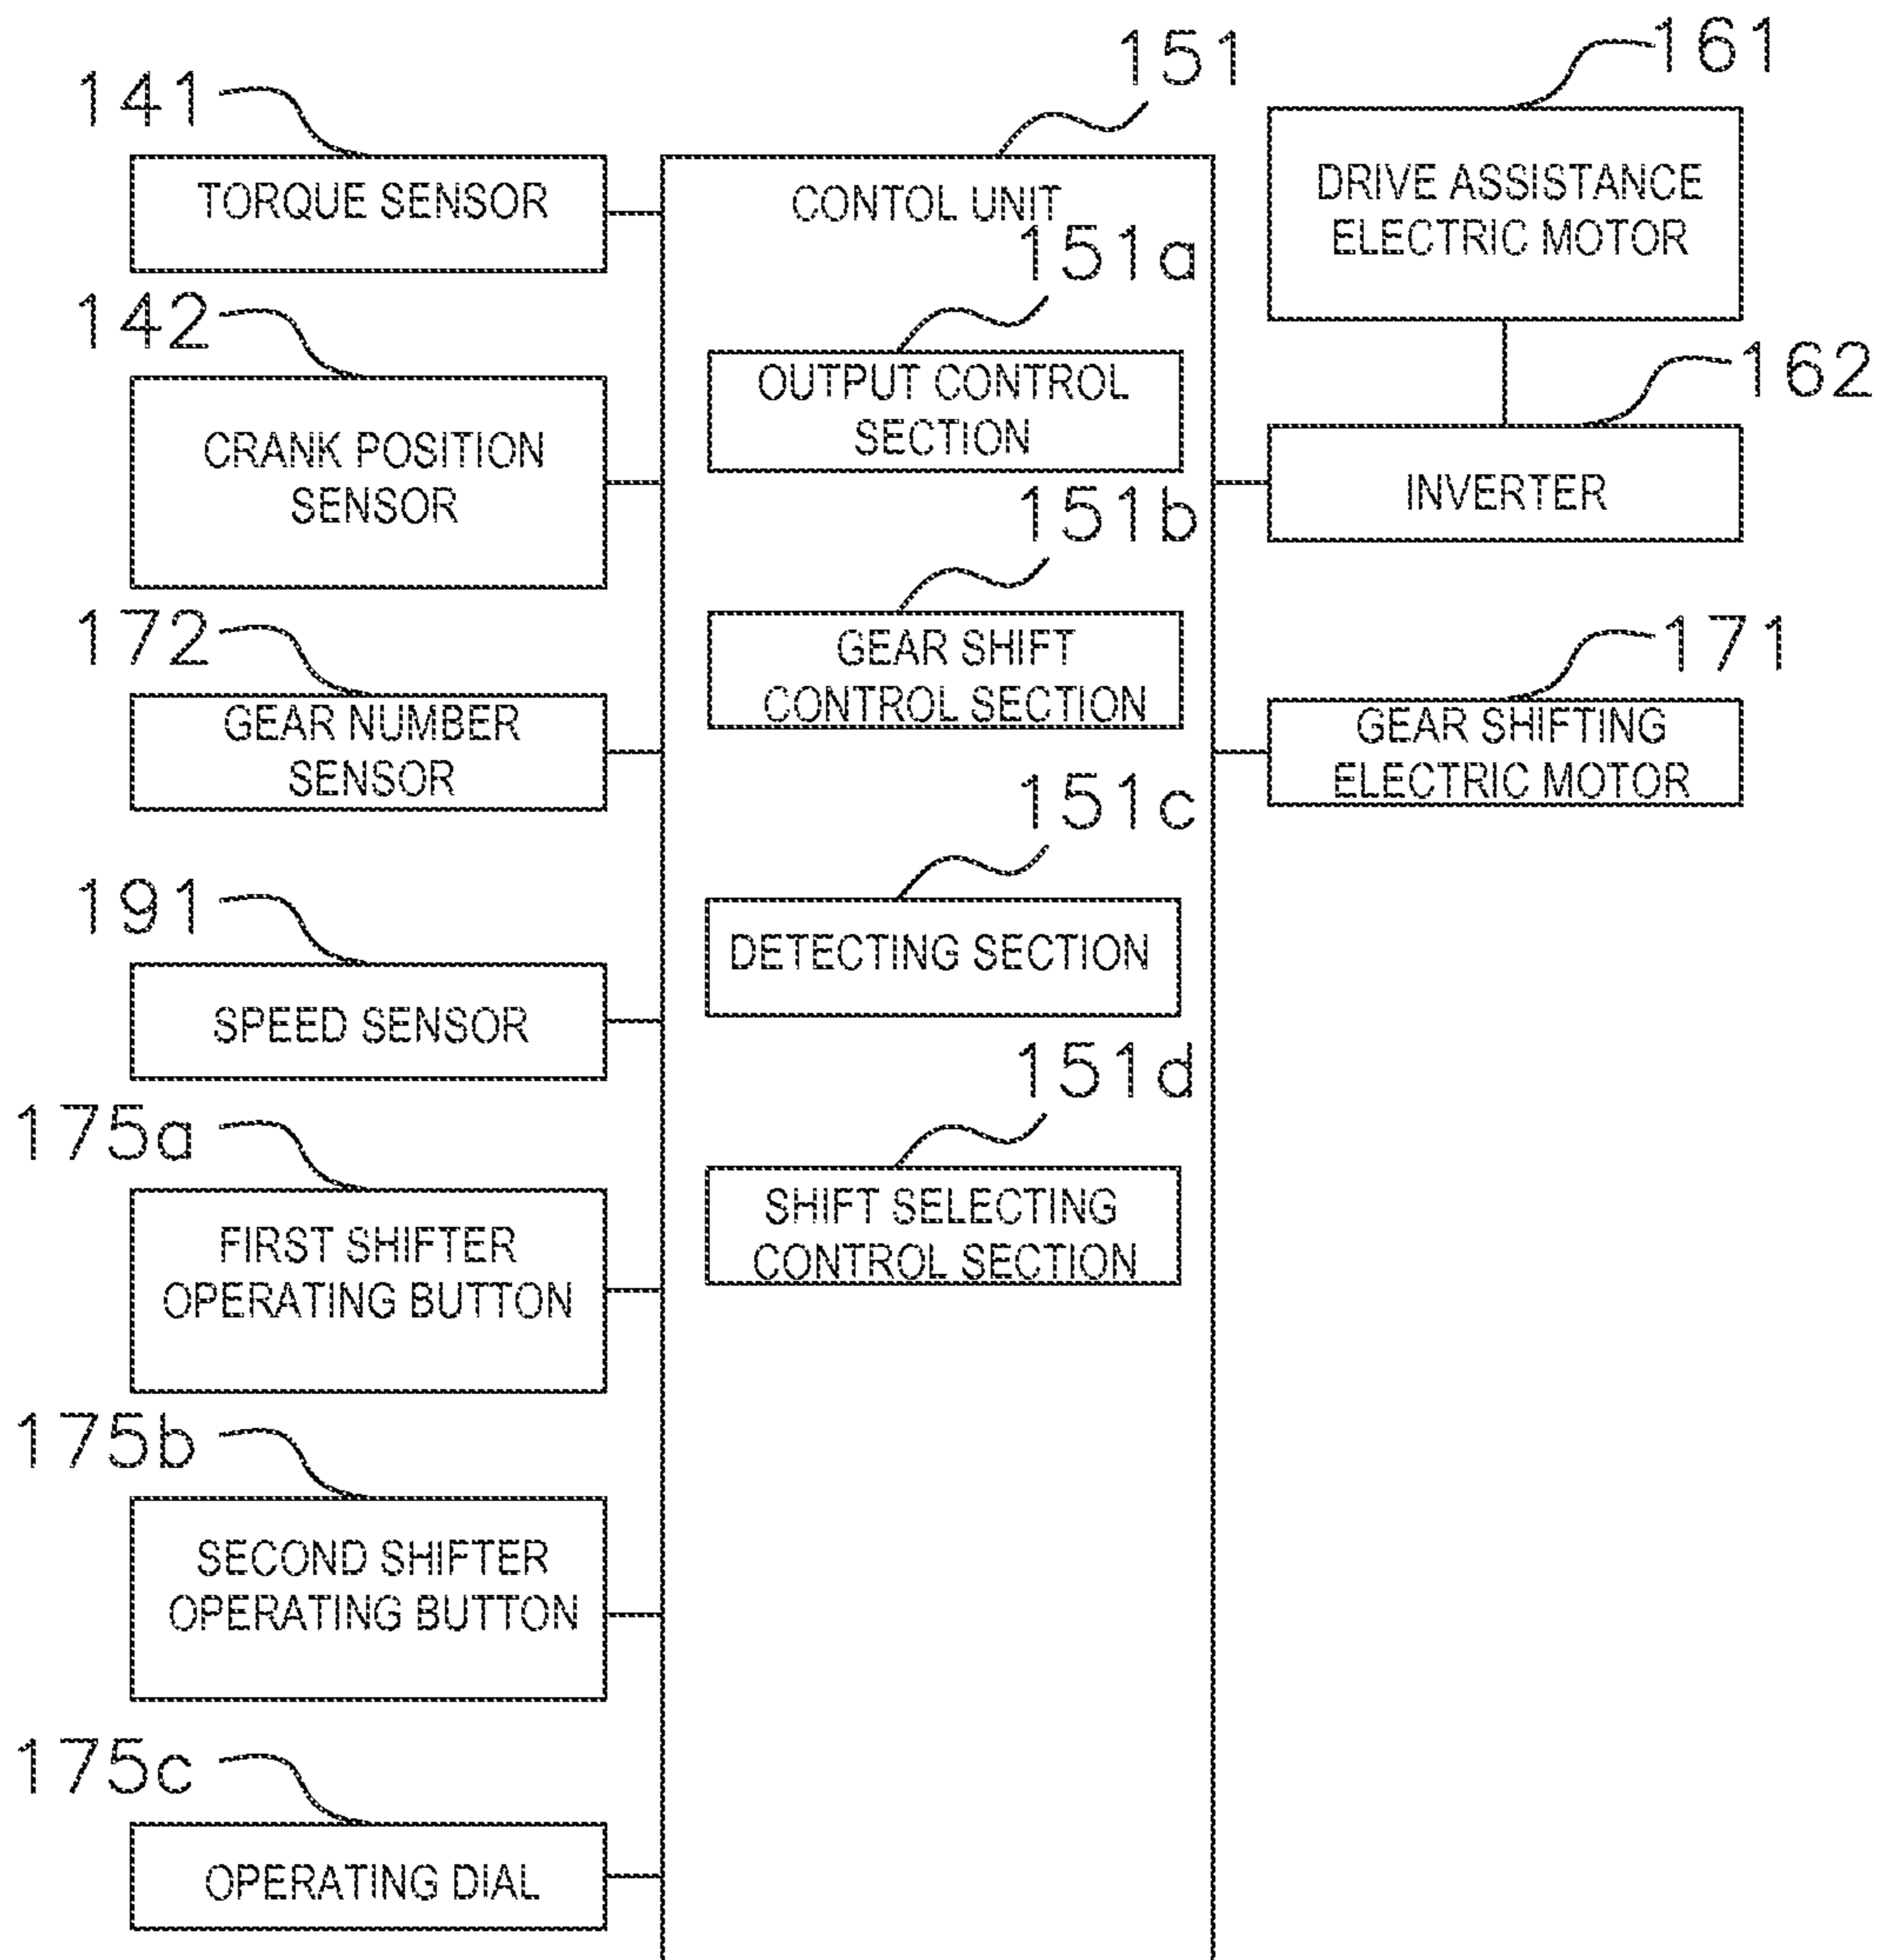 141
TORQUE SENSOR
142
CRANK POSITION
SENSOR
172
GEAR NUMBER
SENSOR
191
SPEED SENSOR
175a
FIRST SHIFTER
OPERATING BUTTON
175b
SECOND SHIFTER
OPERATING BUTTON
175c
OPERATING DIAL
151
CONTOL UNIT
151a
OUTPUT CONTROL
SECTION
151b
GEAR SHIFT
CONTROL SECTION
151c
DETECTING SECTION
151d
SHIFT SELECTING
CONTROL SECTION
161
DRIVE ASSISTANCE
ELECTRIC MOTOR
162
INVERTER
171
GEAR SHIFTING
ELECTRIC MOTOR